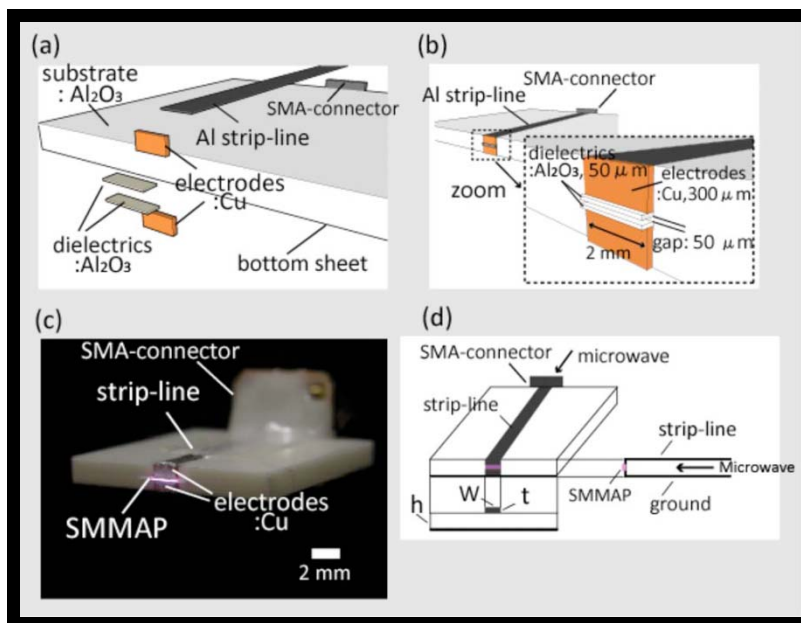 (a)
substrate
: Al₂O₃
SMA-connector
Al strip-line
electrodes
:Cu
dielectrics
:Al₂O₃
bottom sheet
(b)
SMA-connector
Al strip-line
dielectrics
:Al₂O₃, 50 μm
electrodes
:Cu,300μm
zoom
gap: 50 μm
2 mm
(c)
SMA-connector
strip-line
electrodes
:Cu
SMMAP
2 mm
(d)
SMA-connector
microwave
strip-line
strip-line
Microwave
SMMAP
ground
W
t
h